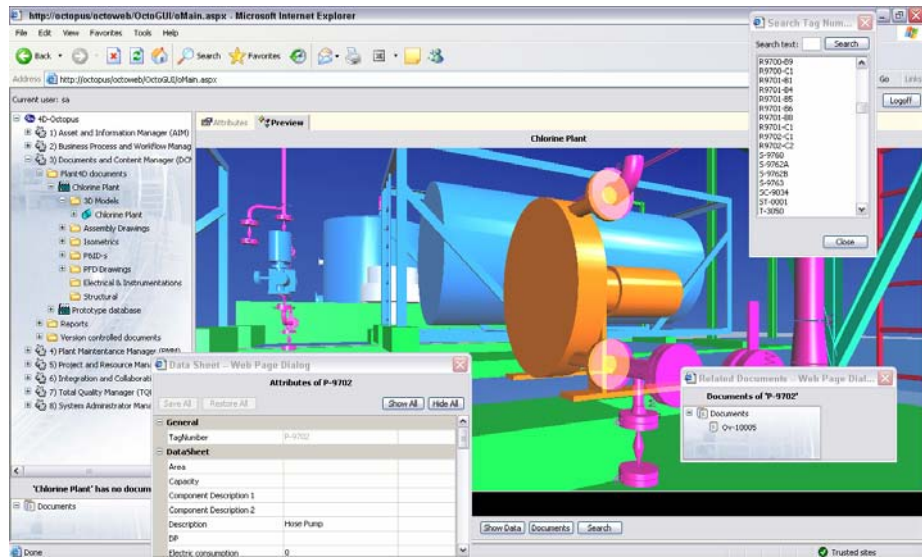 http://octopus/octoweb/OctoGUI/oMain.aspx - Microsoft Internet Explorer
File Edit View Favorites Tools Help
Back Search Favorites
Address http://octopus/octoweb/OctoGUI/oMain.aspx Go Links
Current user: sa Logoff
4D-Octopus
1) Asset and Information Manager (AIM)
2) Business Process and Workflow Manag
3) Documents and Content Manager (DCM
Plant4D documents
Chlorine Plant
3D Models
Chlorine Plant
Assembly Drawings
Isometrics
P&ID-s
PFD Drawings
Electrical & Instrumentations
Structural
Prototype database
Reports
Version controlled documents
4) Plant Maintentance Manager (PMM)
5) Project and Resource Mana
6) Integration and Collaborati
7) Total Quality Manager (TQ
8) System Administrator Mana
'Chlorine Plant' has no docum
Documents
Attributes Preview
Chlorine Plant
Search Tag Num...
Search text: Search
R9700-B9
R9700-C1
R9701-B1
R9701-B4
R9701-B5
R9701-B6
R9701-B8
R9701-C1
R9702-C1
R9702-C2
S-9760
S-9762A
S-9762B
S-9763
SC-9034
ST-0001
T-3050
Close
Data Sheet -- Web Page Dialog
Attributes of P-9702
Save All Restore All Show All Hide All
General
TagNumber P-9702
DataSheet
Area
Capacity
Component Description 1
Component Description 2
Description Hose Pump
DP
Electric consumption 0
Related Documents -- Web Page Dial...
Documents of 'P-9702'
Documents
Ov-10005
Show Data Documents Search
Done Trusted sites